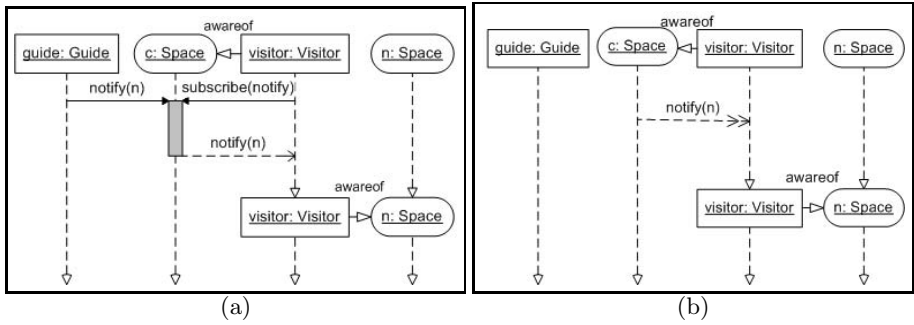 awareof
guide: Guide
c: Space
visitor: Visitor
n: Space
notify(n)
subscribe(notify)
notify(n)
awareof
visitor: Visitor
n: Space
(a)
awareof
guide: Guide
c: Space
visitor: Visitor
n: Space
notify(n)
awareof
visitor: Visitor
n: Space
(b)